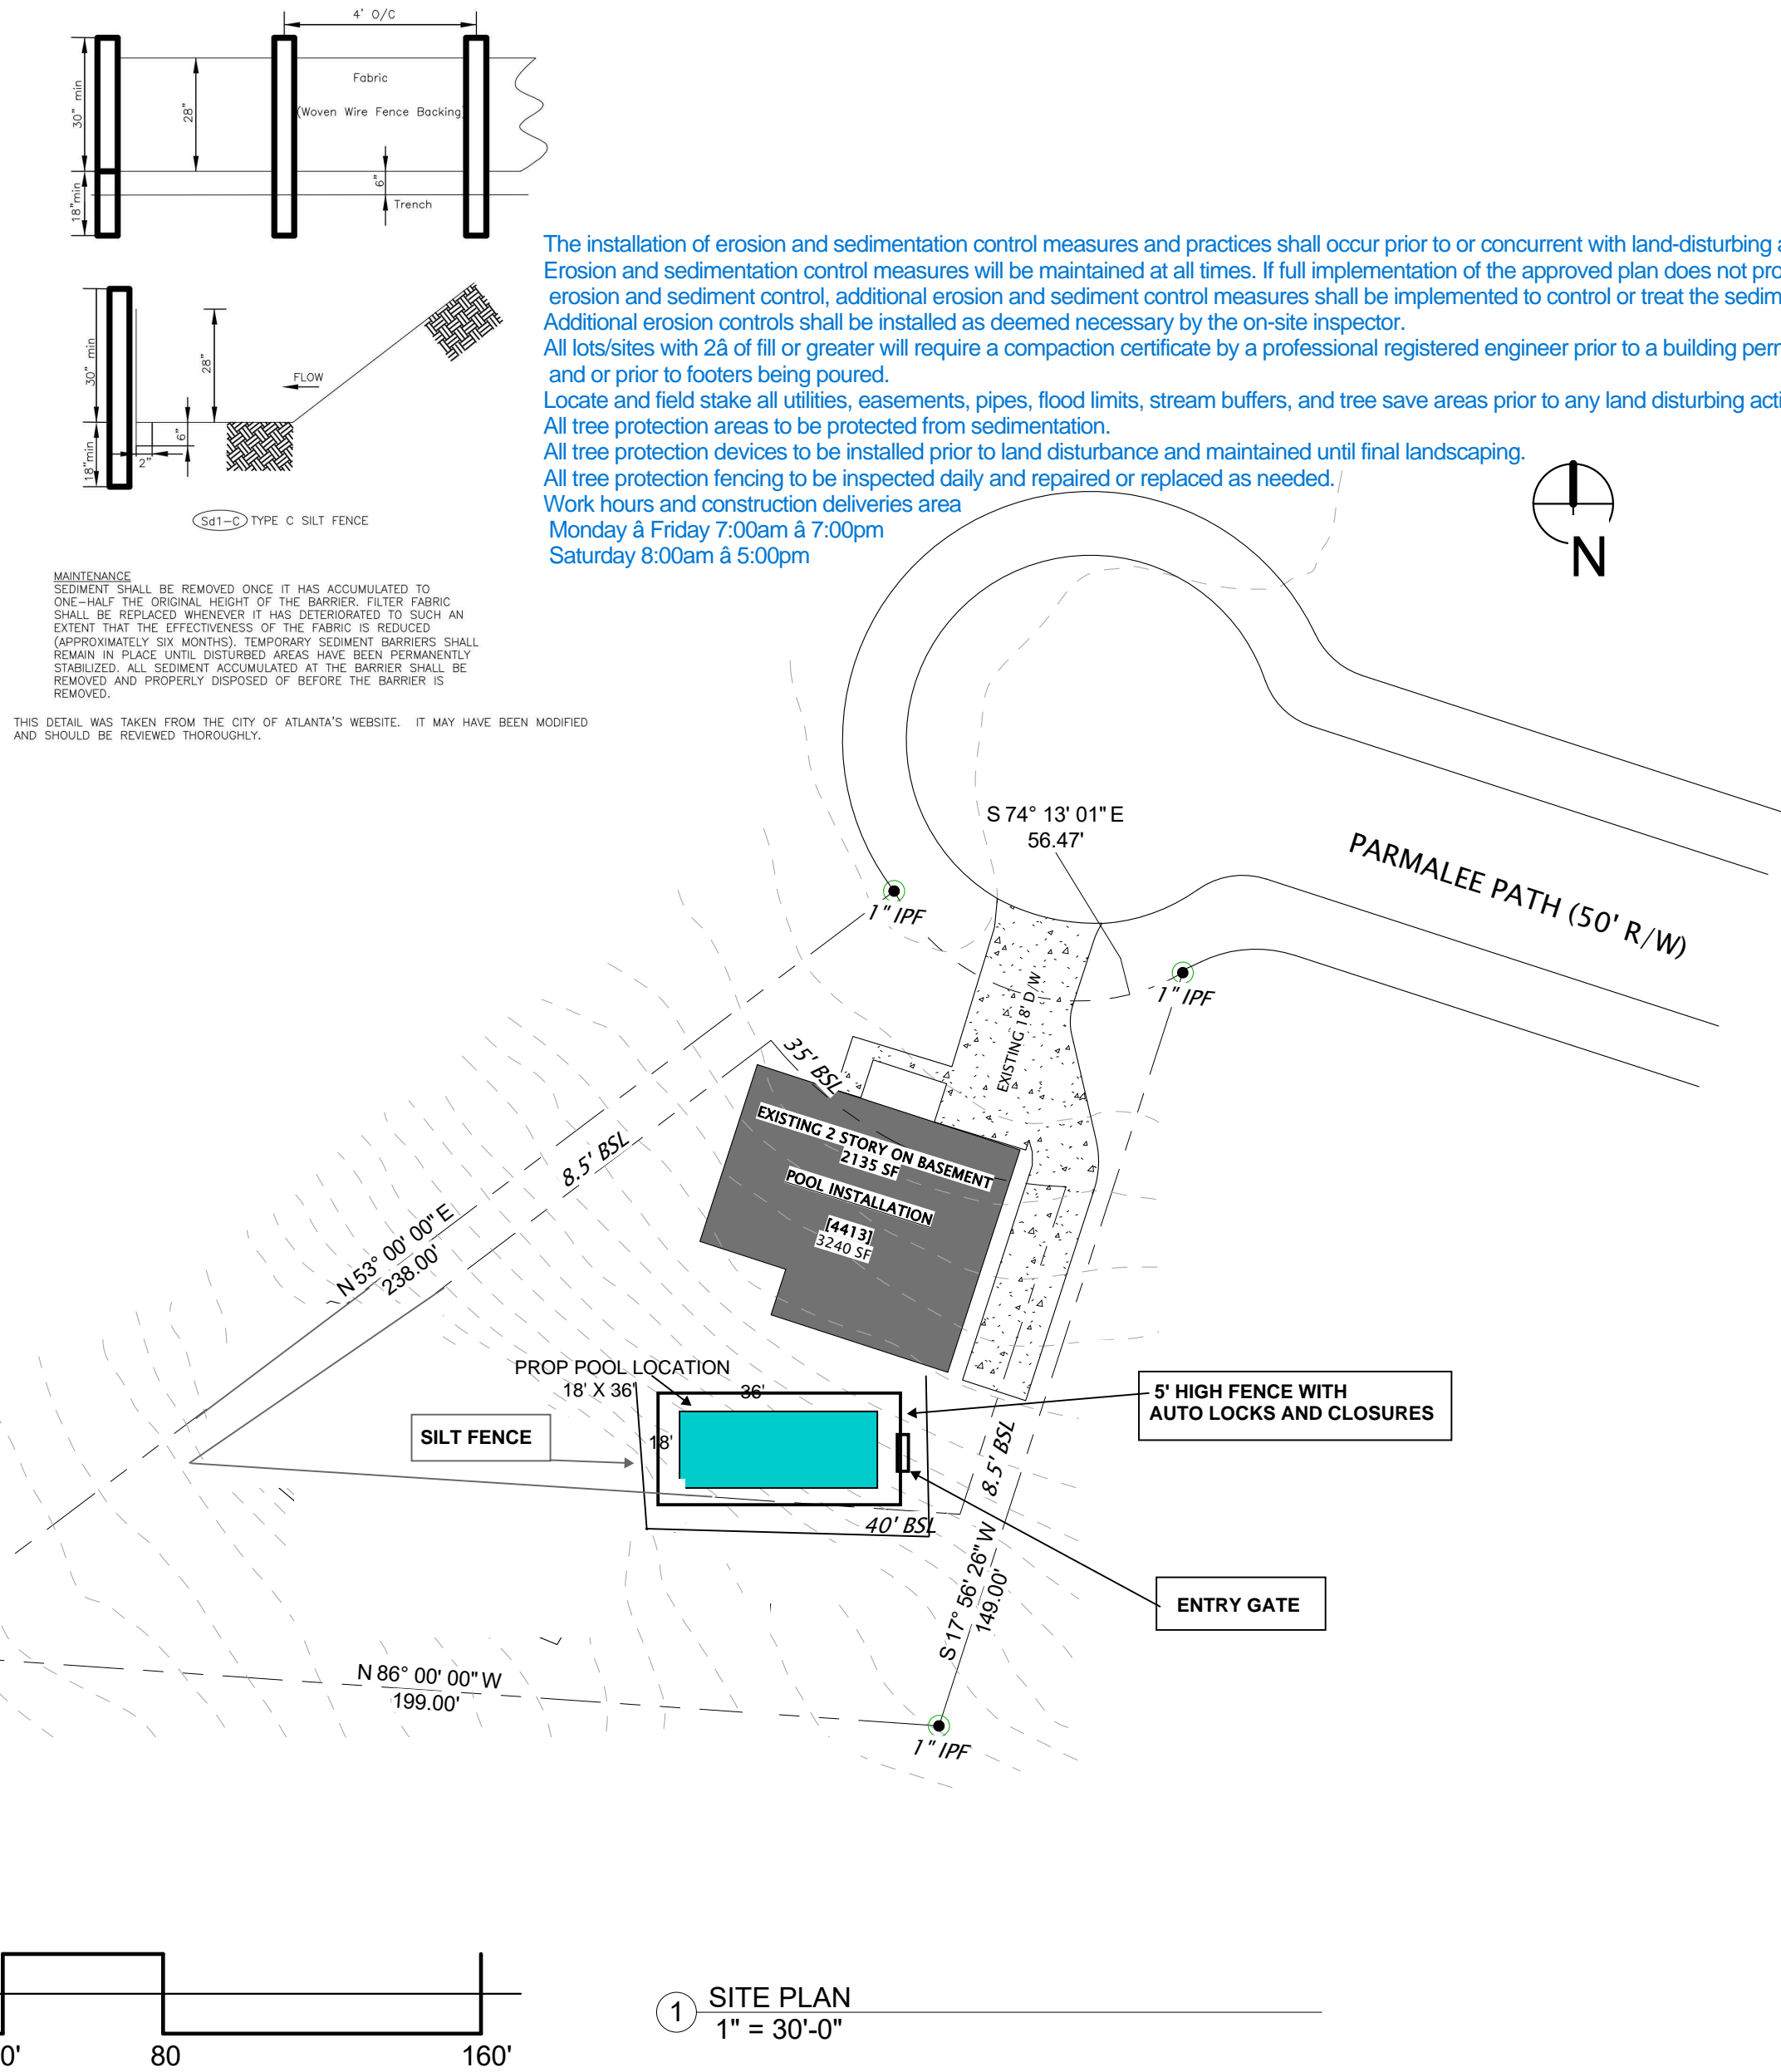 4' O/C
30" min
28"
Fabric
(Woven Wire Fence Backing)
18"min
6"
Trench
30" min
28"
FLOW
18"min
6"
2"
Sd1-C TYPE C SILT FENCE
MAINTENANCE
SEDIMENT SHALL BE REMOVED ONCE IT HAS ACCUMULATED TO
ONE-HALF THE ORIGINAL HEIGHT OF THE BARRIER. FILTER FABRIC
SHALL BE REPLACED WHENEVER IT HAS DETERIORATED TO SUCH AN
EXTENT THAT THE EFFECTIVENESS OF THE FABRIC IS REDUCED
(APPROXIMATELY SIX MONTHS). TEMPORARY SEDIMENT BARRIERS SHALL
REMAIN IN PLACE UNTIL DISTURBED AREAS HAVE BEEN PERMANENTLY
STABILIZED. ALL SEDIMENT ACCUMULATED AT THE BARRIER SHALL BE
REMOVED AND PROPERLY DISPOSED OF BEFORE THE BARRIER IS
REMOVED.
THIS DETAIL WAS TAKEN FROM THE CITY OF ATLANTA'S WEBSITE. IT MAY HAVE BEEN MODIFIED
AND SHOULD BE REVIEWED THOROUGHLY.
The installation of erosion and sedimentation control measures and practices shall occur prior to or concurrent with land-disturbing
Erosion and sedimentation control measures will be maintained at all times. If full implementation of the approved plan does not
erosion and sediment control, additional erosion and sediment control measures shall be implemented to control or treat the
Additional erosion controls shall be installed as deemed necessary by the on-site inspector.
All lots/sites with 2â of fill or greater will require a compaction certificate by a professional registered engineer prior to a building
and or prior to footers being poured.
Locate and field stake all utilities, easements, pipes, flood limits, stream buffers, and tree save areas prior to any land disturbing
All tree protection areas to be protected from sedimentation.
All tree protection devices to be installed prior to land disturbance and maintained until final landscaping.
All tree protection fencing to be inspected daily and repaired or replaced as needed.
Work hours and construction deliveries area
Monday â Friday 7:00am â 7:00pm
Saturday 8:00am â 5:00pm
N
S 74° 13' 01" E
56.47'
PARMALEE PATH (50' R/W)
1" IPF
1" IPF
EXISTING 18' D/W
35' BSL
8.5' BSL
EXISTING 2 STORY ON BASEMENT
2135 SF
POOL INSTALLATION
[4413]
3240 SF
N 53° 00' 00" E
238.00'
PROP POOL LOCATION
18' X 36'
36'
18'
SILT FENCE
5' HIGH FENCE WITH
AUTO LOCKS AND CLOSURES
8.5' BSL
40' BSL
S 17° 56' 26" W
149.00'
ENTRY GATE
N 86° 00' 00" W
199.00'
1" IPF
0'
80
160'
1
SITE PLAN
1" = 30'-0"